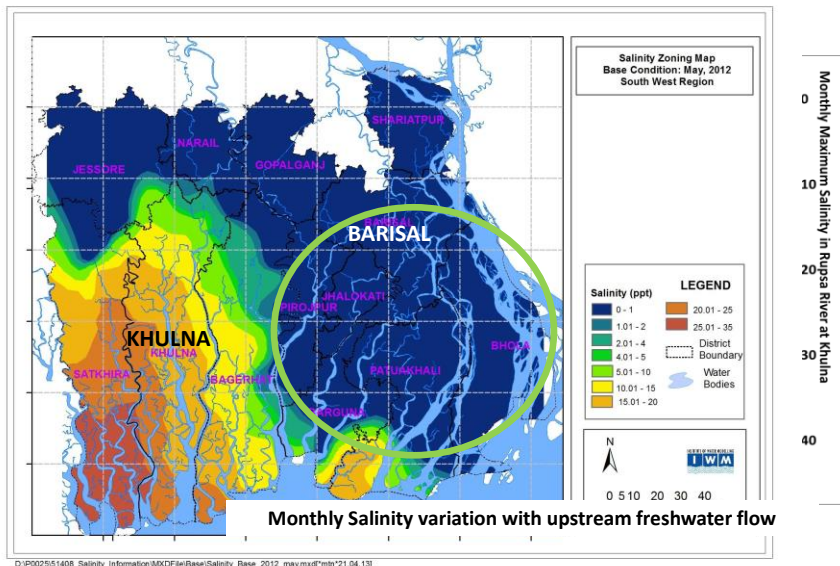 Salinity Zoning Map
Base Condition: May, 2012
South West Region
SHARIATPUR
NARAIL
JESSORE
GOPALGANJ
BARISAL
BARISAL
JHALOKATI
PIROJPUR
KHULNA
KHULNA
BHOLA
SATKHIRA
BAGERHAT
PATUAKHALI
BARGUNA
Salinity (ppt)
LEGEND
0 - 1
1.01 - 2
2.01 - 4
4.01 - 5
5.01 - 10
10.01 - 15
15.01 - 20
20.01 - 25
25.01 - 35
District
Boundary
Water
Bodies
N
IWM
0 5 10 20 30 40
Monthly Salinity variation with upstream freshwater flow
Monthly Maximum Salinity in Rupsa River at Khulna
0
10
20
30
40